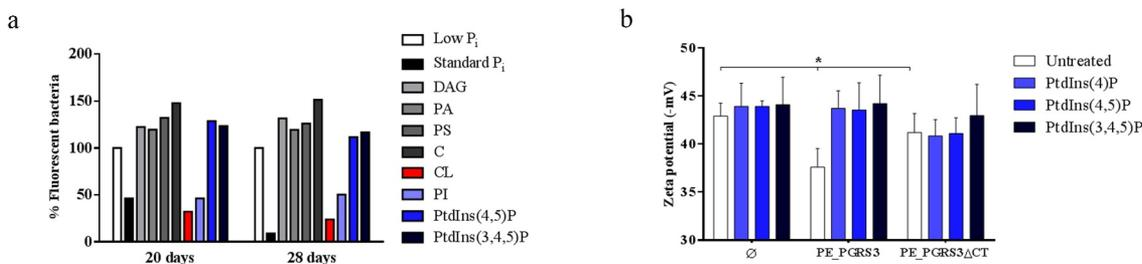 a
% Fluorescent bacteria
200
150
100
50
0
20 days
28 days
Low Pi
Standard Pi
DAG
PA
PS
C
CL
PI
PtdIns(4,5)P
PtdIns(3,4,5)P
b
Zeta potential (-mV)
50
45
40
35
30
*
∅
PE_PGRS3
PE_PGRS3ΔCT
Untreated
PtdIns(4)P
PtdIns(4,5)P
PtdIns(3,4,5)P